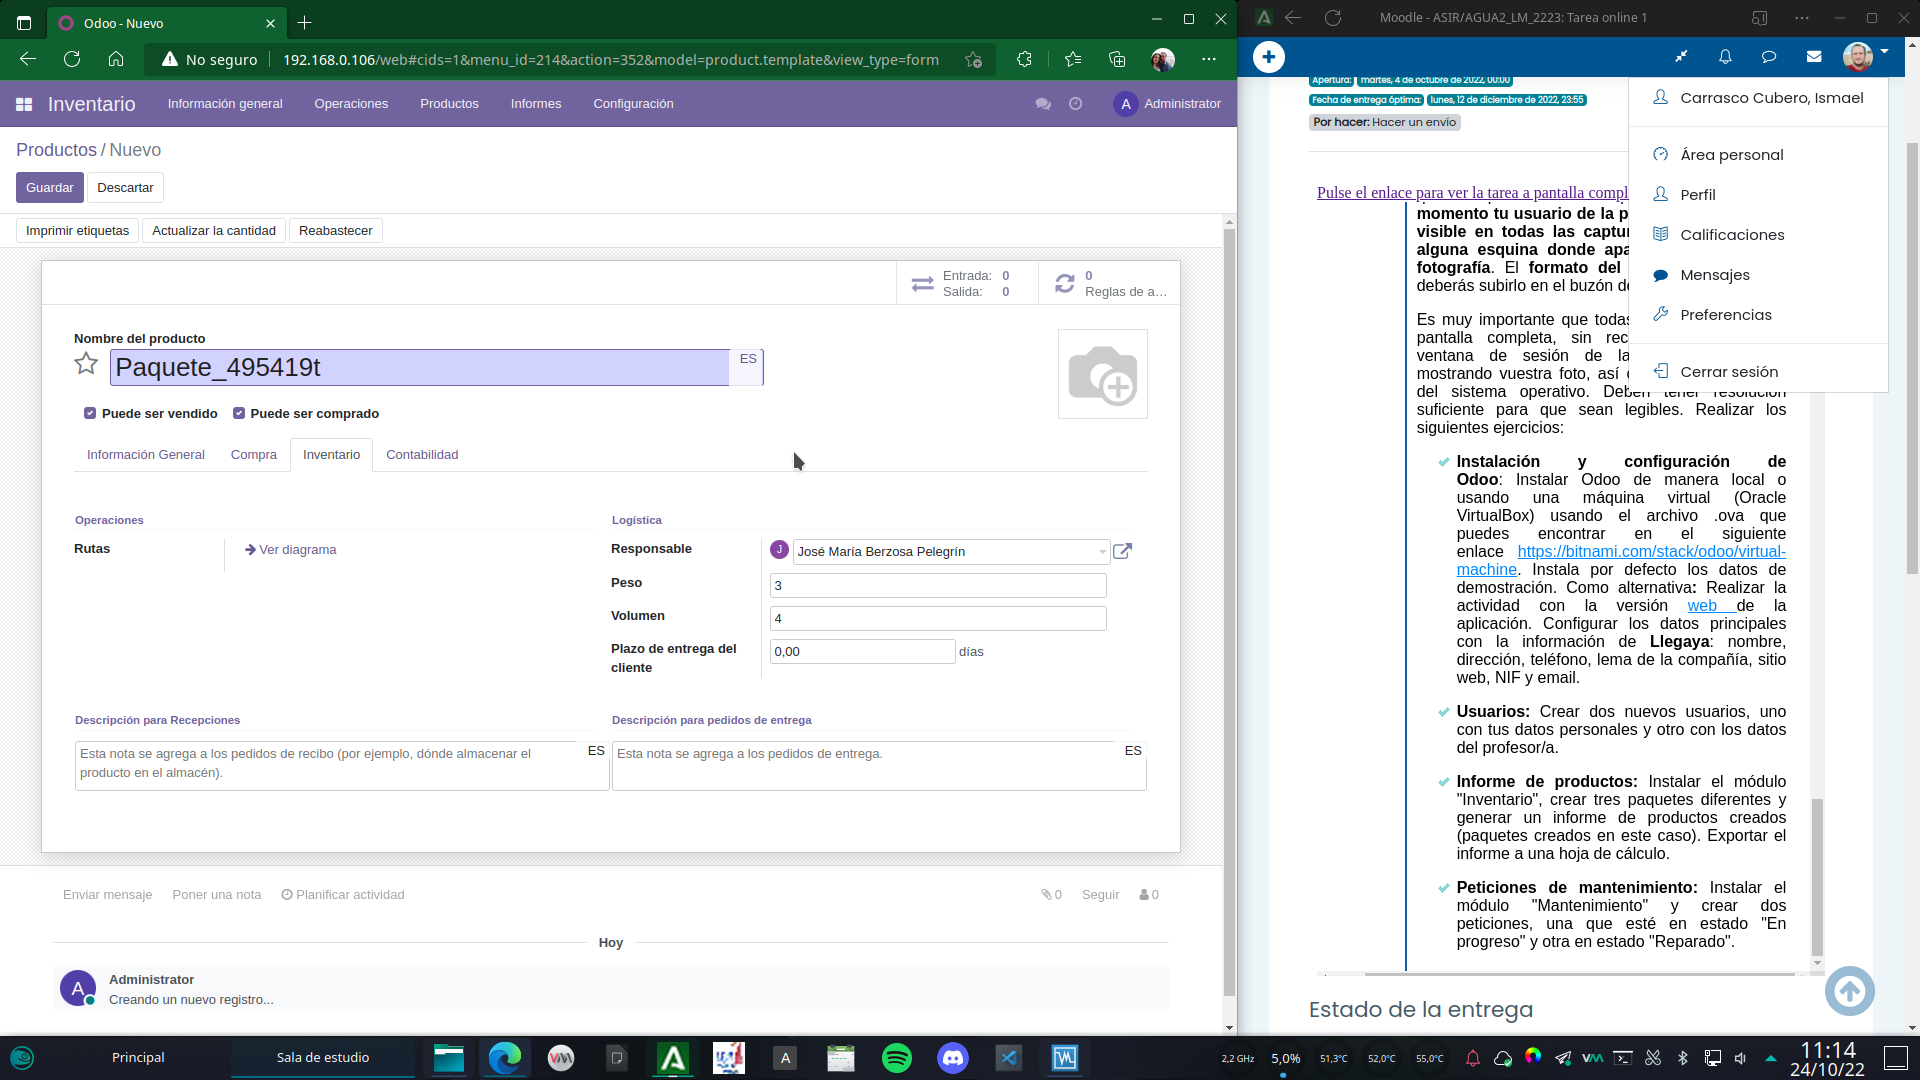 Odoo - Nuevo
No seguro
192.168.0.106/web#cids=1&menu_id=214&action=352&model=product.template&view_type=form
Inventario
Información general
Operaciones
Productos
Informes
Configuración
A
Administrator
Productos / Nuevo
Guardar
Descartar
Imprimir etiquetas
Actualizar la cantidad
Reabastecer
Entrada: 0
Salida: 0
0
Reglas de a...
Nombre del producto
Paquete_495419t
ES
Puede ser vendido
Puede ser comprado
Información General
Compra
Inventario
Contabilidad
Operaciones
Rutas
Ver diagrama
Logística
Responsable
J
José María Berzosa Pelegrín
Peso
3
Volumen
4
Plazo de entrega del
cliente
0,00
días
Descripción para Recepciones
Esta nota se agrega a los pedidos de recibo (por ejemplo, dónde almacenar el
producto en el almacén).
ES
Descripción para pedidos de entrega
Esta nota se agrega a los pedidos de entrega.
ES
Enviar mensaje
Poner una nota
Planificar actividad
0
Seguir
0
Hoy
A
Administrator
Creando un nuevo registro...
Moodle - ASIR/AGUA2_LM_2223: Tarea online 1
Apertura: martes, 4 de octubre de 2022, 00:00
Fecha de entrega óptima: lunes, 12 de diciembre de 2022, 23:55
Por hacer: Hacer un envío
Carrasco Cubero, Ismael
Área personal
Perfil
Calificaciones
Mensajes
Preferencias
Cerrar sesión
Pulse el enlace para ver la tarea a pantalla compl
momento tu usuario de la p
visible en todas las captur
alguna esquina donde apa
fotografía. El formato del
deberás subirlo en el buzón de
Es muy importante que todas
pantalla completa, sin rec
ventana de sesión de la
mostrando vuestra foto, así c
del sistema operativo. Deben tener resolución
suficiente para que sean legibles. Realizar los
siguientes ejercicios:
Instalación y configuración de
Odoo: Instalar Odoo de manera local o
usando una máquina virtual (Oracle
VirtualBox) usando el archivo .ova que
puedes encontrar en el siguiente
enlace https://bitnami.com/stack/odoo/virtual-
machine. Instala por defecto los datos de
demostración. Como alternativa: Realizar la
actividad con la versión web de la
aplicación. Configurar los datos principales
con la información de Llegaya: nombre,
dirección, teléfono, lema de la compañía, sitio
web, NIF y email.
Usuarios: Crear dos nuevos usuarios, uno
con tus datos personales y otro con los datos
del profesor/a.
Informe de productos: Instalar el módulo
"Inventario", crear tres paquetes diferentes y
generar un informe de productos creados
(paquetes creados en este caso). Exportar el
informe a una hoja de cálculo.
Peticiones de mantenimiento: Instalar el
módulo "Mantenimiento" y crear dos
peticiones, una que esté en estado "En
progreso" y otra en estado "Reparado".
Estado de la entrega
Principal
Sala de estudio
A
2,2 GHz
5,0%
51,3°C
52,0°C
55,0°C
11:14
24/10/22